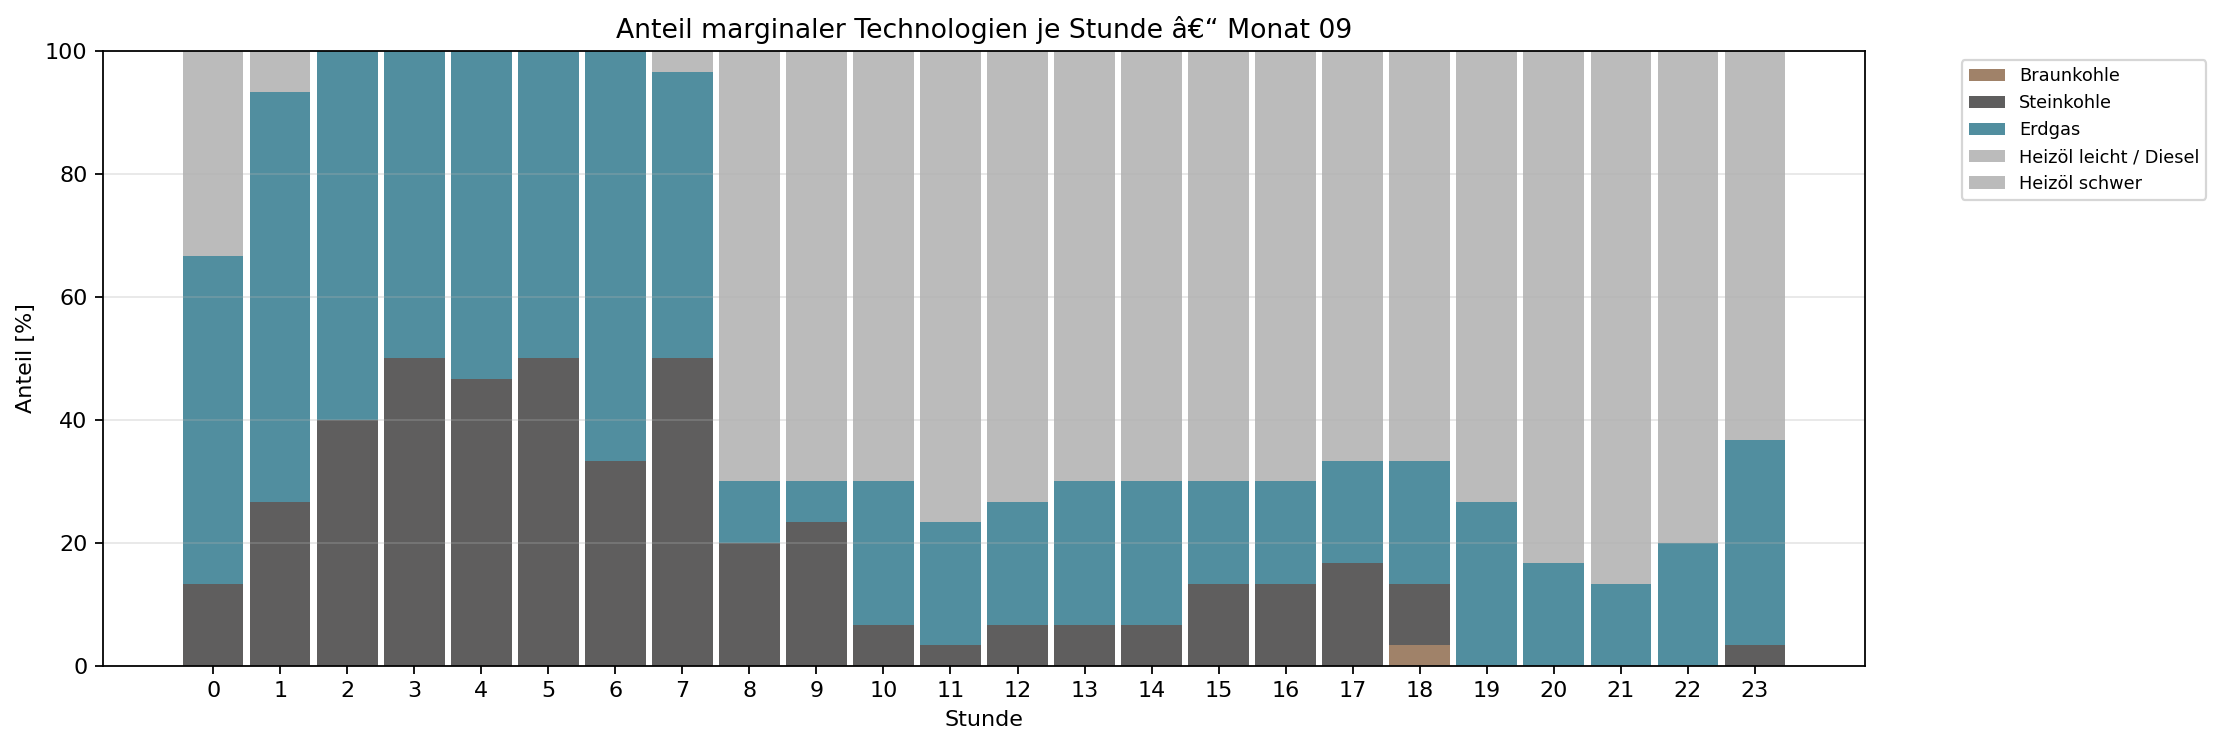 Anteil marginaler Technologien je Stunde â€“ Monat 09
100
80
60
40
20
0
Anteil [%]
0 1 2 3 4 5 6 7 8 9 10 11 12 13 14 15 16 17 18 19 20 21 22 23
Stunde
Braunkohle
Steinkohle
Erdgas
Heizöl leicht / Diesel
Heizöl schwer